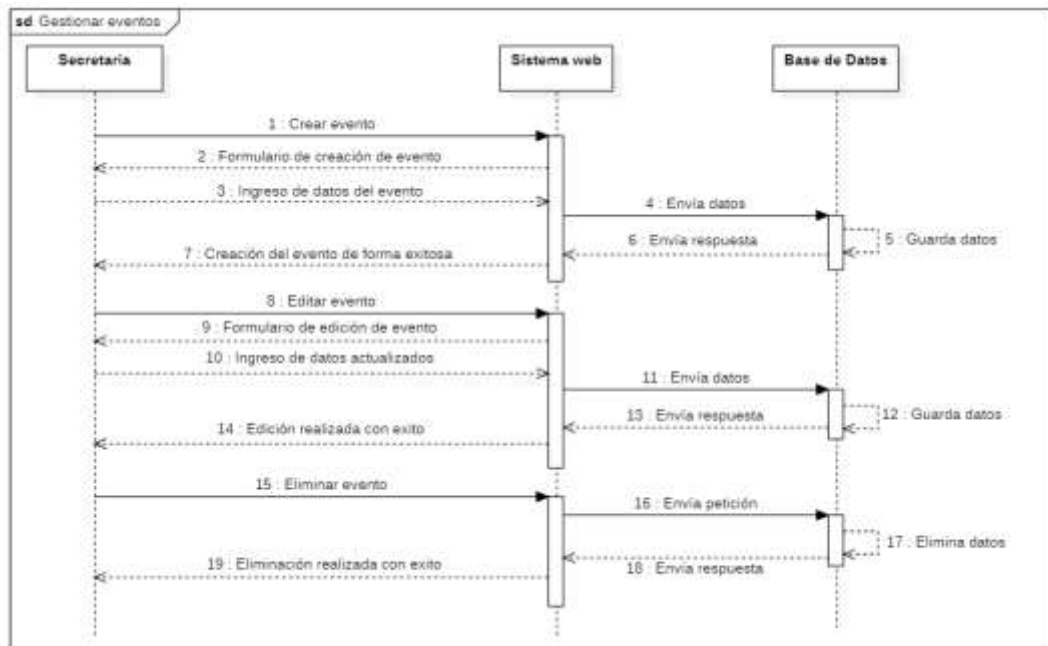 sd Gestionar eventos
Secretaria
Sistema web
Base de Datos
1 : Crear evento
2 : Formulario de creación de evento
3 : Ingreso de datos del evento
4 : Envía datos
5 : Guarda datos
6 : Envía respuesta
7 : Creación del evento de forma exitosa
8 : Editar evento
9 : Formulario de edición de evento
10 : Ingreso de datos actualizados
11 : Envía datos
12 : Guarda datos
13 : Envía respuesta
14 : Edición realizada con exito
15 : Eliminar evento
16 : Envía petición
17 : Elimina datos
18 : Envía respuesta
19 : Eliminación realizada con exito